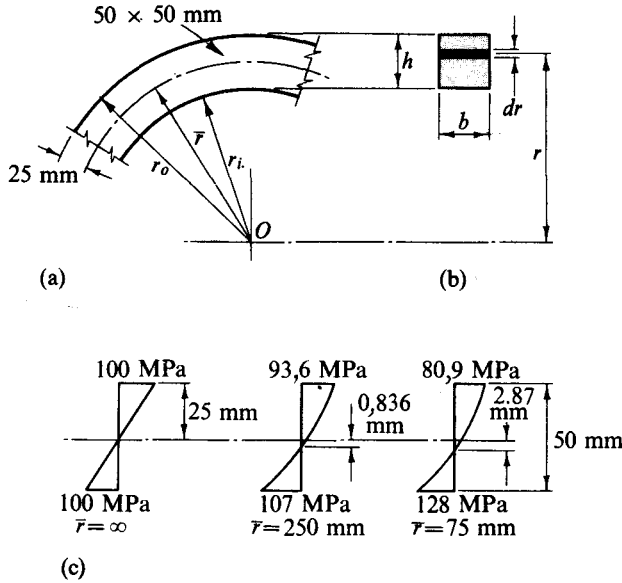 50 × 50 mm
h
dr
b
r
25 mm
r_o
r̄
r_i.
O
(a)
(b)
100 MPa
93,6 MPa
80,9 MPa
25 mm
0,836
mm
2.87
mm
50 mm
100 MPa
107 MPa
128 MPa
r̄ = ∞
r̄ = 250 mm
r̄ = 75 mm
(c)